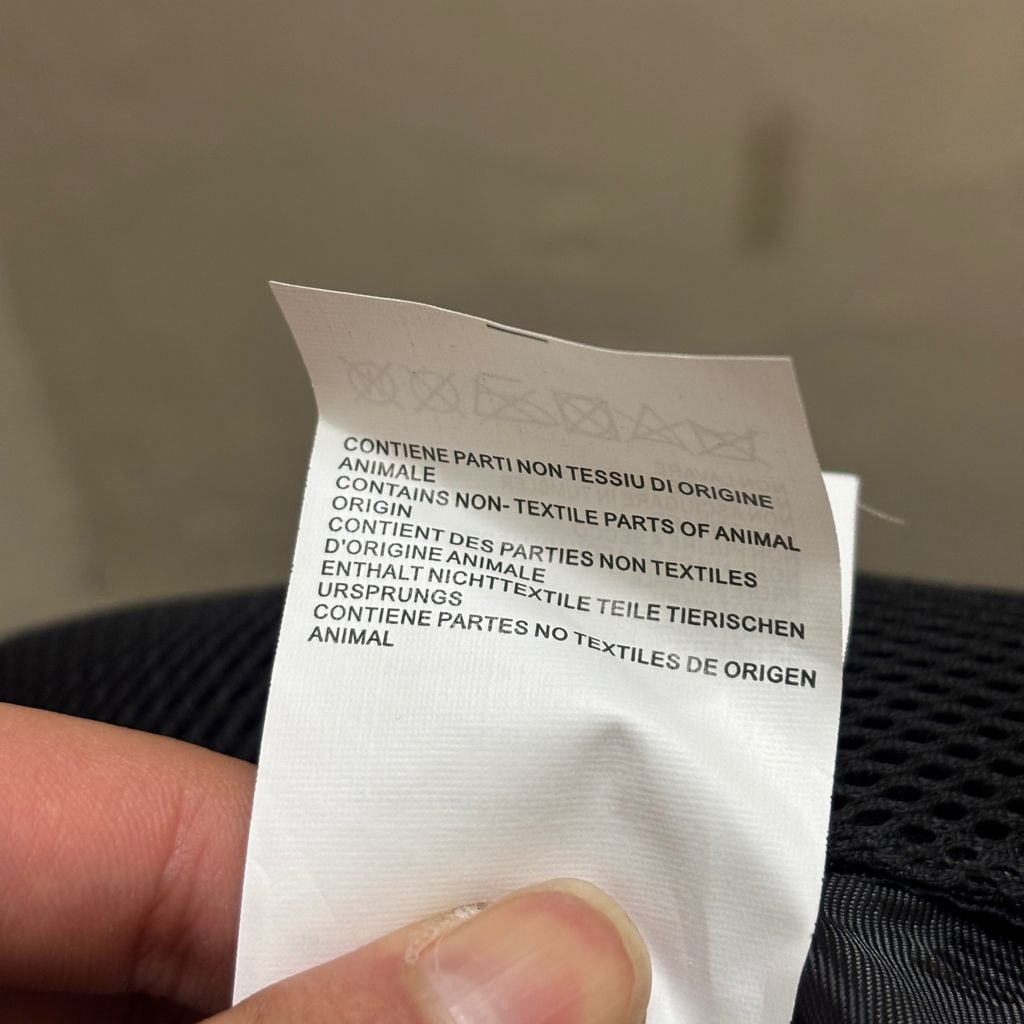 CONTIENE PARTI NON TESSIU DI ORIGINE
ANIMALE
CONTAINS NON- TEXTILE PARTS OF ANIMAL
ORIGIN
CONTIENT DES PARTIES NON TEXTILES
D'ORIGINE ANIMALE
ENTHALT NICHTTEXTILE TEILE TIERISCHEN
URSPRUNGS
CONTIENE PARTES NO TEXTILES DE ORIGEN
ANIMAL